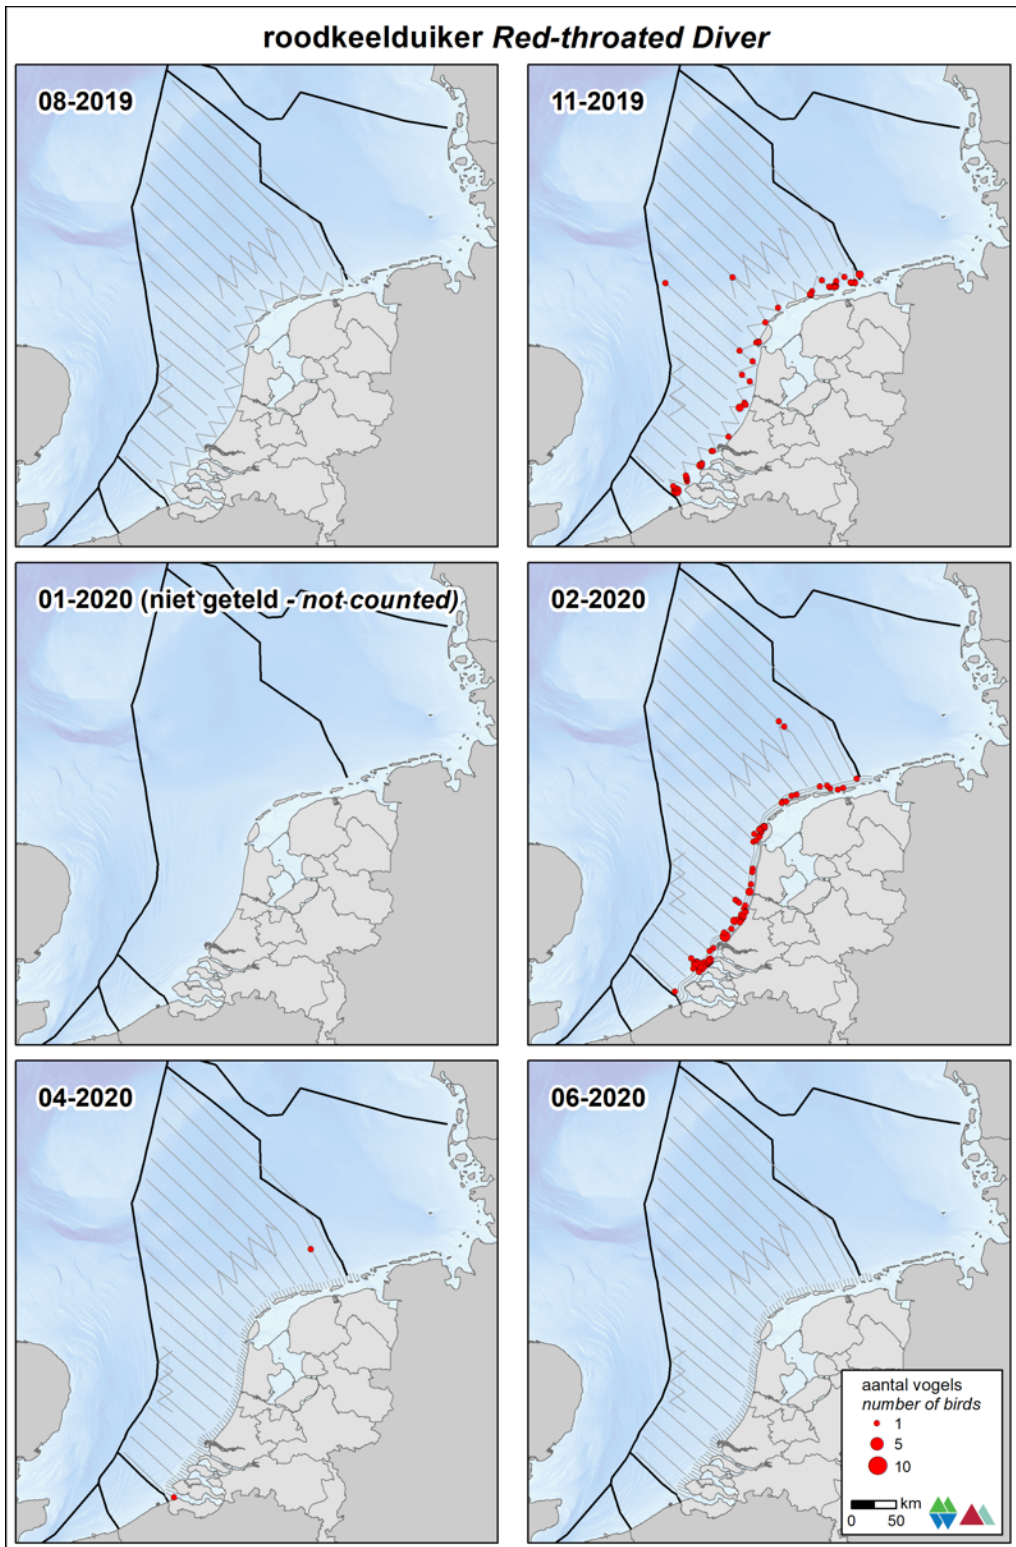 roodkeelduiker Red-throated Diver
08-2019
11-2019
01-2020 (niet geteld - not counted)
02-2020
04-2020
06-2020
aantal vogels
number of birds
1
5
10
km
0 50